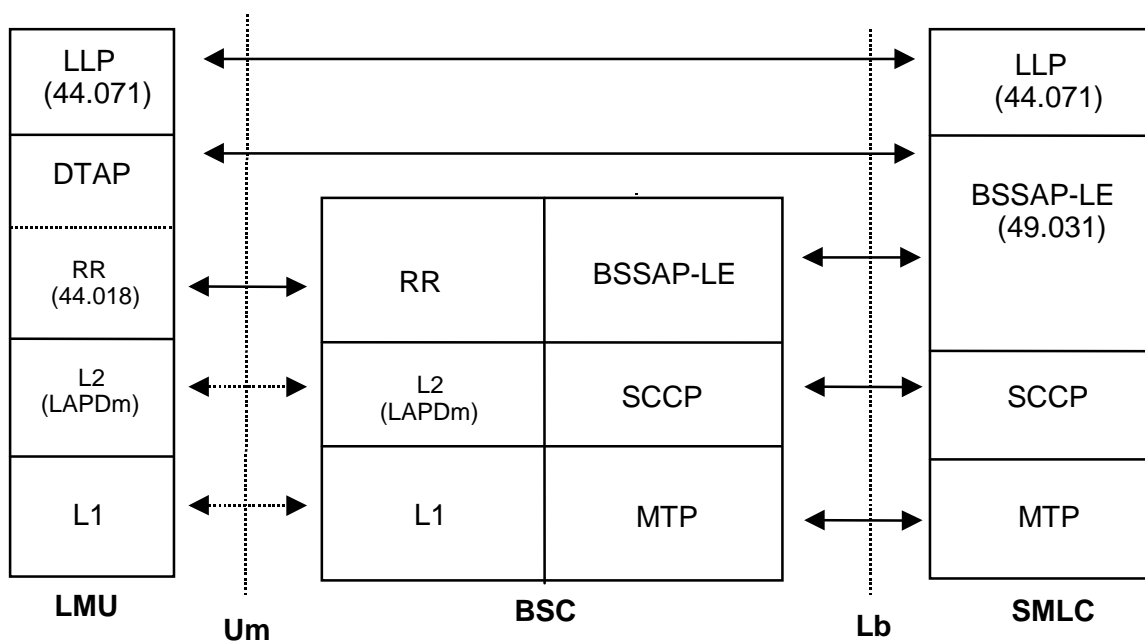 LLP
(44.071)
DTAP
RR
(44.018)
L2
(LAPDm)
L1
LMU
Um
RR
BSSAP-LE
L2
(LAPDm)
SCCP
L1
MTP
BSC
Lb
LLP
(44.071)
BSSAP-LE
(49.031)
SCCP
MTP
SMLC